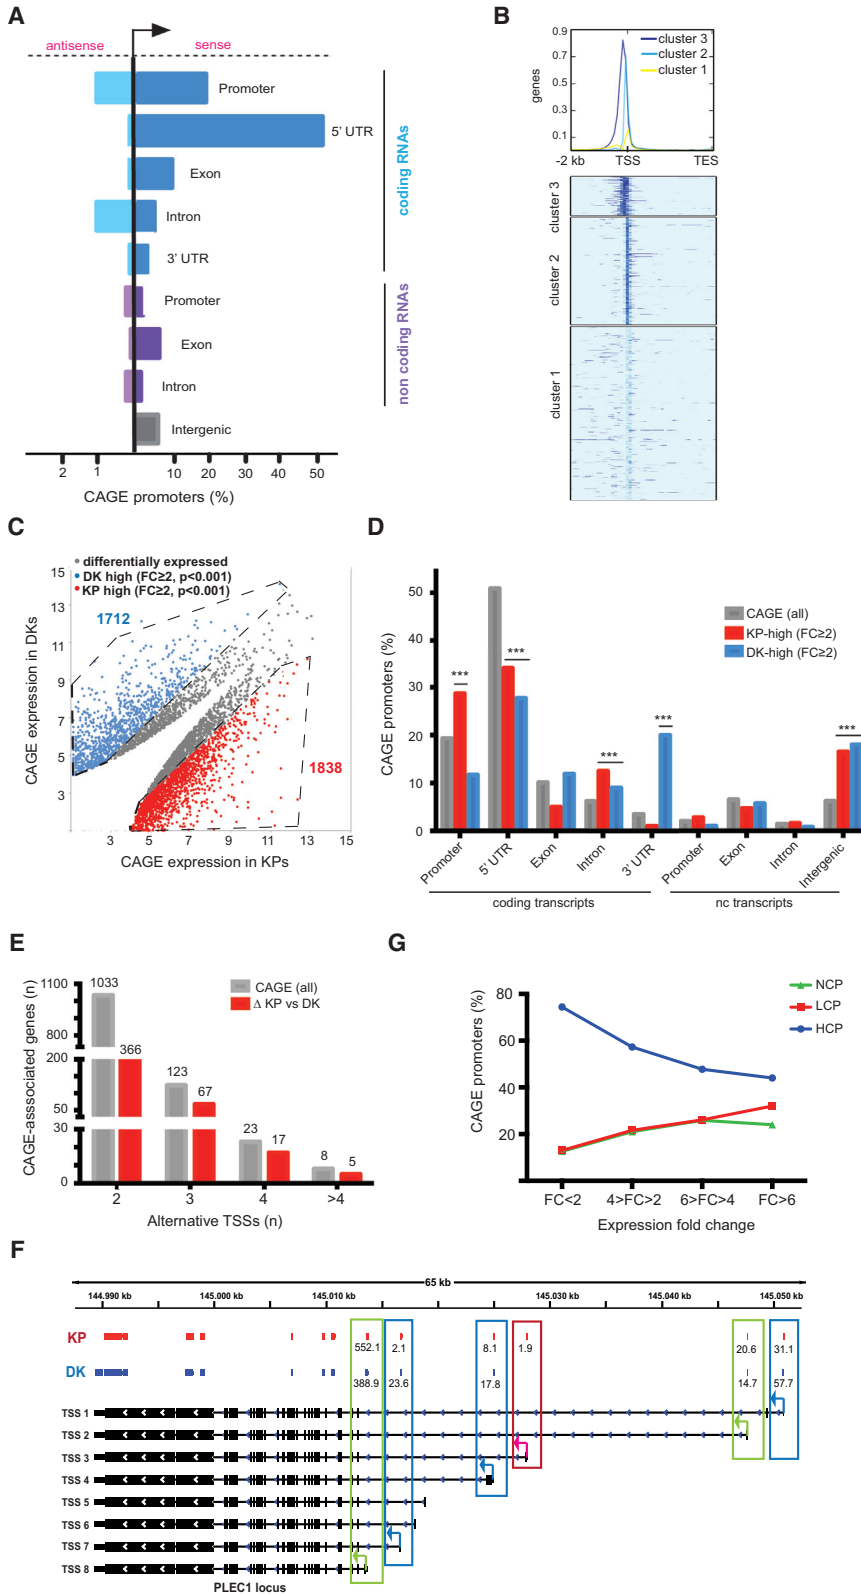 A
antisense
sense
Promoter
5' UTR
Exon
Intron
3' UTR
Promoter
Exon
Intron
Intergenic
coding RNAs
non coding RNAs
2 1 10 20 30 40 50
CAGE promoters (%)
B
0.9
0.7
0.5
0.3
0.1
genes
cluster 3
cluster 2
cluster 1
-2 kb TSS TES
cluster 3
cluster 2
cluster 1
C
differentially expressed
DK high (FC≥2, p<0.001)
KP high (FC≥2, p<0.001)
15
13
11
9
7
5
3
1712
1838
CAGE expression in DKs
3 5 7 9 11 13 15
CAGE expression in KPs
D
CAGE (all)
KP-high (FC≥2)
DK-high (FC≥2)
50
40
30
20
10
0
CAGE promoters (%)
***
***
***
***
***
Promoter
5' UTR
Exon
Intron
3' UTR
Promoter
Exon
Intron
Intergenic
coding transcripts
nc transcripts
E
CAGE (all)
Δ KP vs DK
1100
800
200
50
30
0
CAGE-asssociated genes (n)
1033
366
123
67
23
17
8
5
2 3 4 >4
Alternative TSSs (n)
G
NCP
LCP
HCP
80
60
40
20
CAGE promoters (%)
FC<2 4>FC>2 6>FC>4 FC>6
Expression fold change
F
65 kb
144.990 kb 145.000 kb 145.010 kb 145.030 kb 145.040 kb 145.050 kb
KP
552.1 2.1 8.1 1.9 20.6 31.1
DK
388.9 23.6 17.8 14.7 57.7
TSS 1
TSS 2
TSS 3
TSS 4
TSS 5
TSS 6
TSS 7
TSS 8
PLEC1 locus